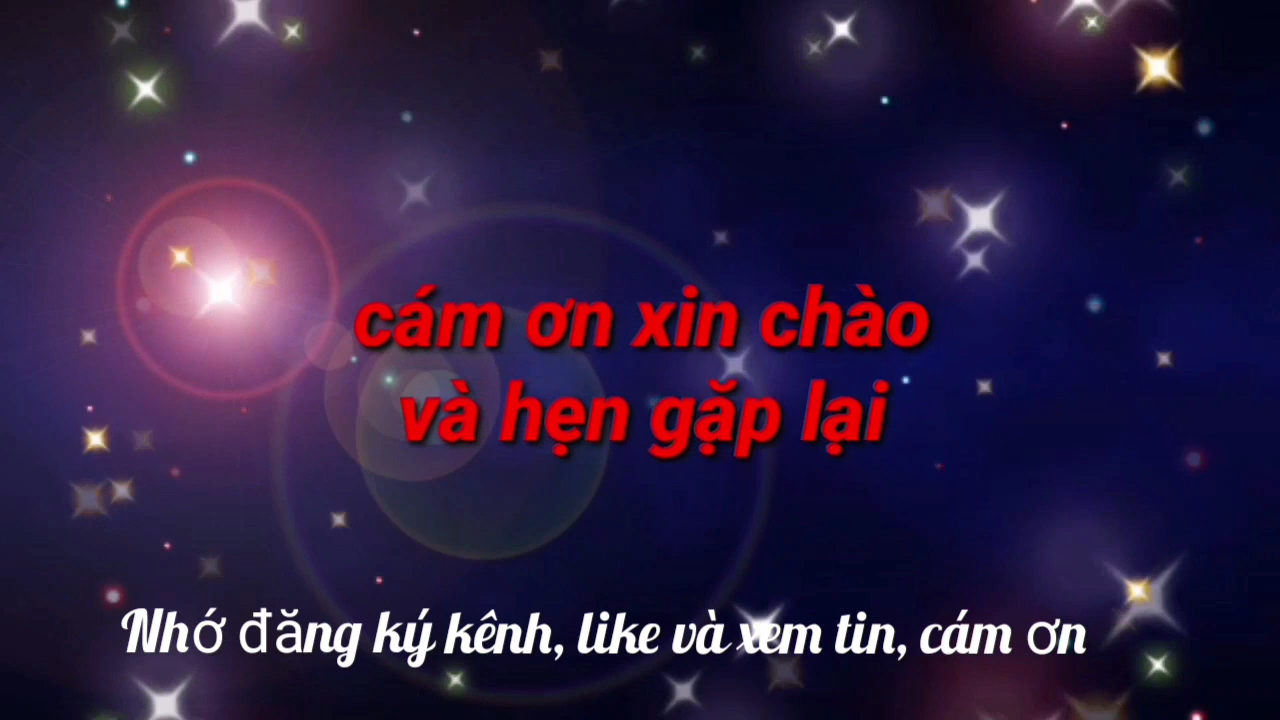 cám ơn xin chào
và hẹn gặp lại
Nhớ đăng ký kênh, like và xem tin, cám ơn